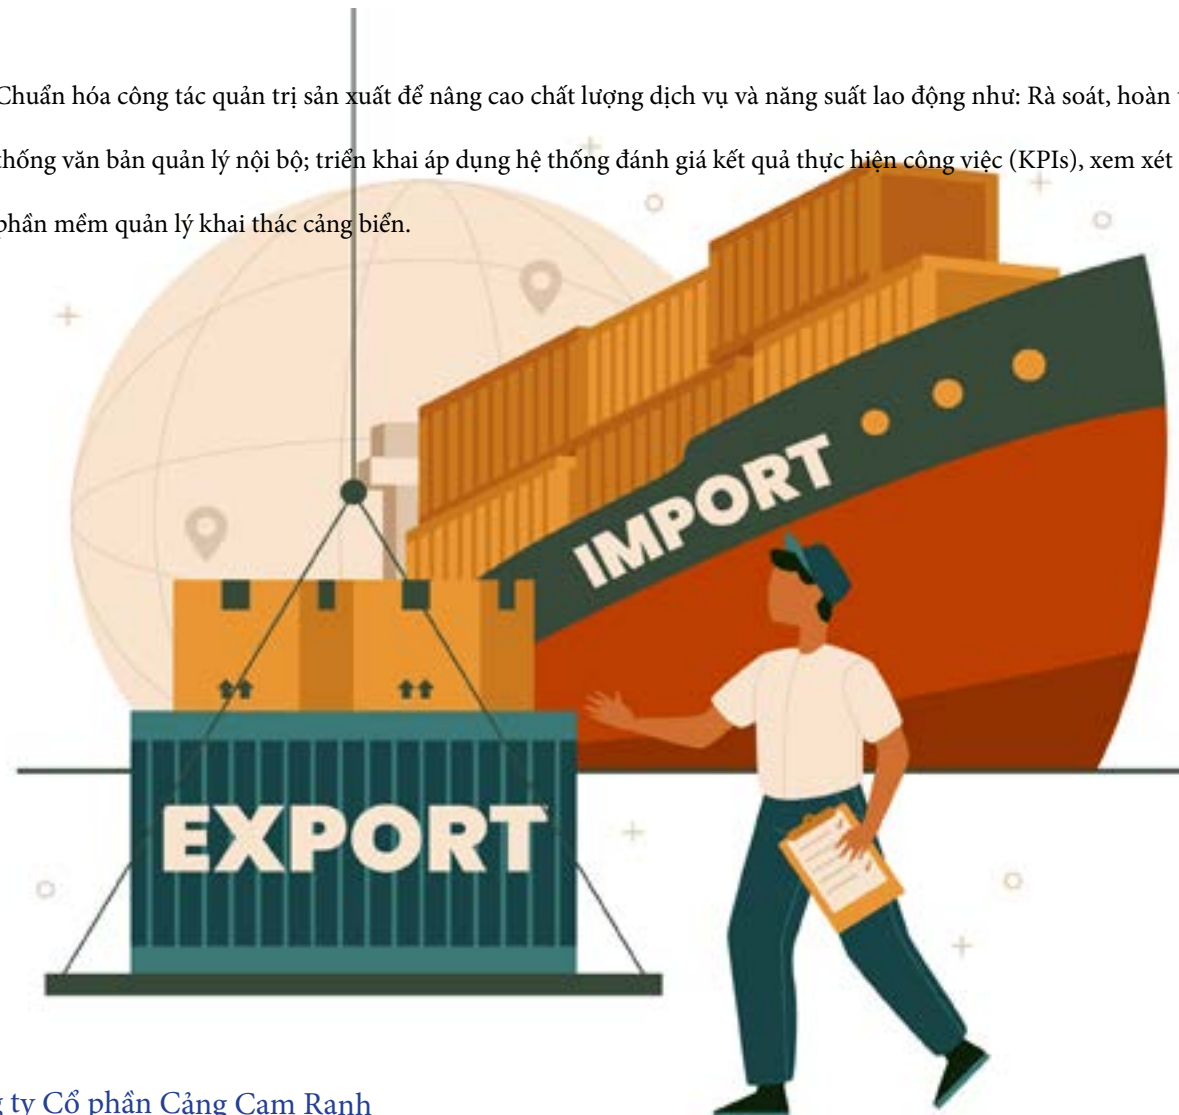 Chuẩn hóa công tác quản trị sản xuất để nâng cao chất lượng dịch vụ và năng suất lao động như: Rà soát, hoàn
thống văn bản quản lý nội bộ; triển khai áp dụng hệ thống đánh giá kết quả thực hiện công việc (KPIs), xem xét
phần mềm quản lý khai thác cảng biển.
IMPORT
EXPORT
ty Cổ phần Cảng Cam Ranh